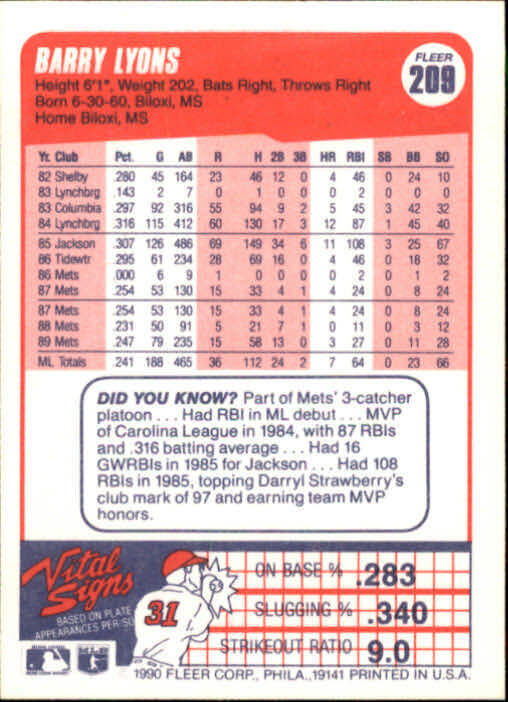 BARRY LYONS
FLEER
209
Height 6'1", Weight 202, Bats Right, Throws Right
Born 6-30-60, Biloxi, MS
Home Biloxi, MS
Yr. Club Pct. G AB R H 2B 3B HR RBI SB BB SO
82 Shelby .280 45 164 23 46 12 0 4 46 0 24 10
83 Lynchbrg .143 2 7 0 1 0 0 0 2 0 0 0
83 Columbia .297 92 316 55 94 9 2 5 45 3 42 32
84 Lynchbrg .316 115 412 60 130 17 3 12 87 1 45 40
85 Jackson .307 126 486 69 149 34 6 11 108 3 25 67
86 Tidewtr .295 61 234 28 69 16 0 4 46 0 18 32
86 Mets .000 6 9 1 0 0 0 0 2 0 1 2
87 Mets .254 53 130 15 33 4 1 4 24 0 8 24
87 Mets .254 53 130 15 33 4 1 4 24 0 8 24
88 Mets .231 50 91 5 21 7 1 0 11 0 3 12
89 Mets .247 79 235 15 58 13 0 3 27 0 11 28
ML Totals .241 188 465 36 112 24 2 7 64 0 23 66
DID YOU KNOW? Part of Mets' 3-catcher
platoon . . . Had RBI in ML debut . . . MVP
of Carolina League in 1984, with 87 RBIs
and .316 batting average . . . Had 16
GWRBIs in 1985 for Jackson . . . Had 108
RBIs in 1985, topping Darryl Strawberry's
club mark of 97 and earning team MVP
honors.
Vital
Signs
BASED ON PLATE
APPEARANCES PER/SO
31
ON BASE % .283
SLUGGING % .340
STRIKEOUT RATIO 9.0
1990 FLEER CORP., PHILA., 19141 PRINTED IN U.S.A.